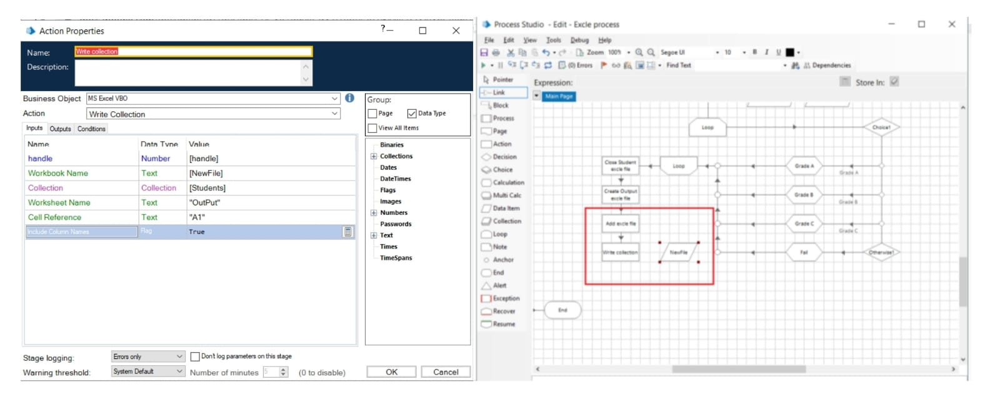 Action Properties
?
Name: Write collection
Description:
Business Object MS Excel VBO
Action Write Collection
Inputs Outputs Conditions
Name Data Type Value
handle Number [handle]
Workbook Name Text [NewFile]
Collection Collection [Students]
Worksheet Name Text "OutPut"
Cell Reference Text "A1"
Include Column Names Flag True
Group:
Page Data Type
View All Items
Binaries
Collections
Dates
DateTimes
Flags
Images
Numbers
Passwords
Text
Times
TimeSpans
Stage logging: Errors only Don't log parameters on this stage
Warning threshold: System Default Number of minutes 5 (0 to disable)
OK Cancel
Process Studio - Edit - Excle process
File Edit View Tools Debug Help
Zoom 100% Segoe UI 10 B I U
(0) Errors Find Text Dependencies
Pointer
Link
Block
Process
Page
Action
Decision
Choice
Calculation
Multi Calc
Data Item
Collection
Loop
Note
Anchor
End
Alert
Exception
Recover
Resume
Expression: Store In:
Main Page
Loop Choice1
Close Student
excle file
Loop Grade A Grade A
Create Output
excle file
Grade B Grade B
Add excle file Grade C Grade C
Write collection NewFile Fail Otherwise1
End